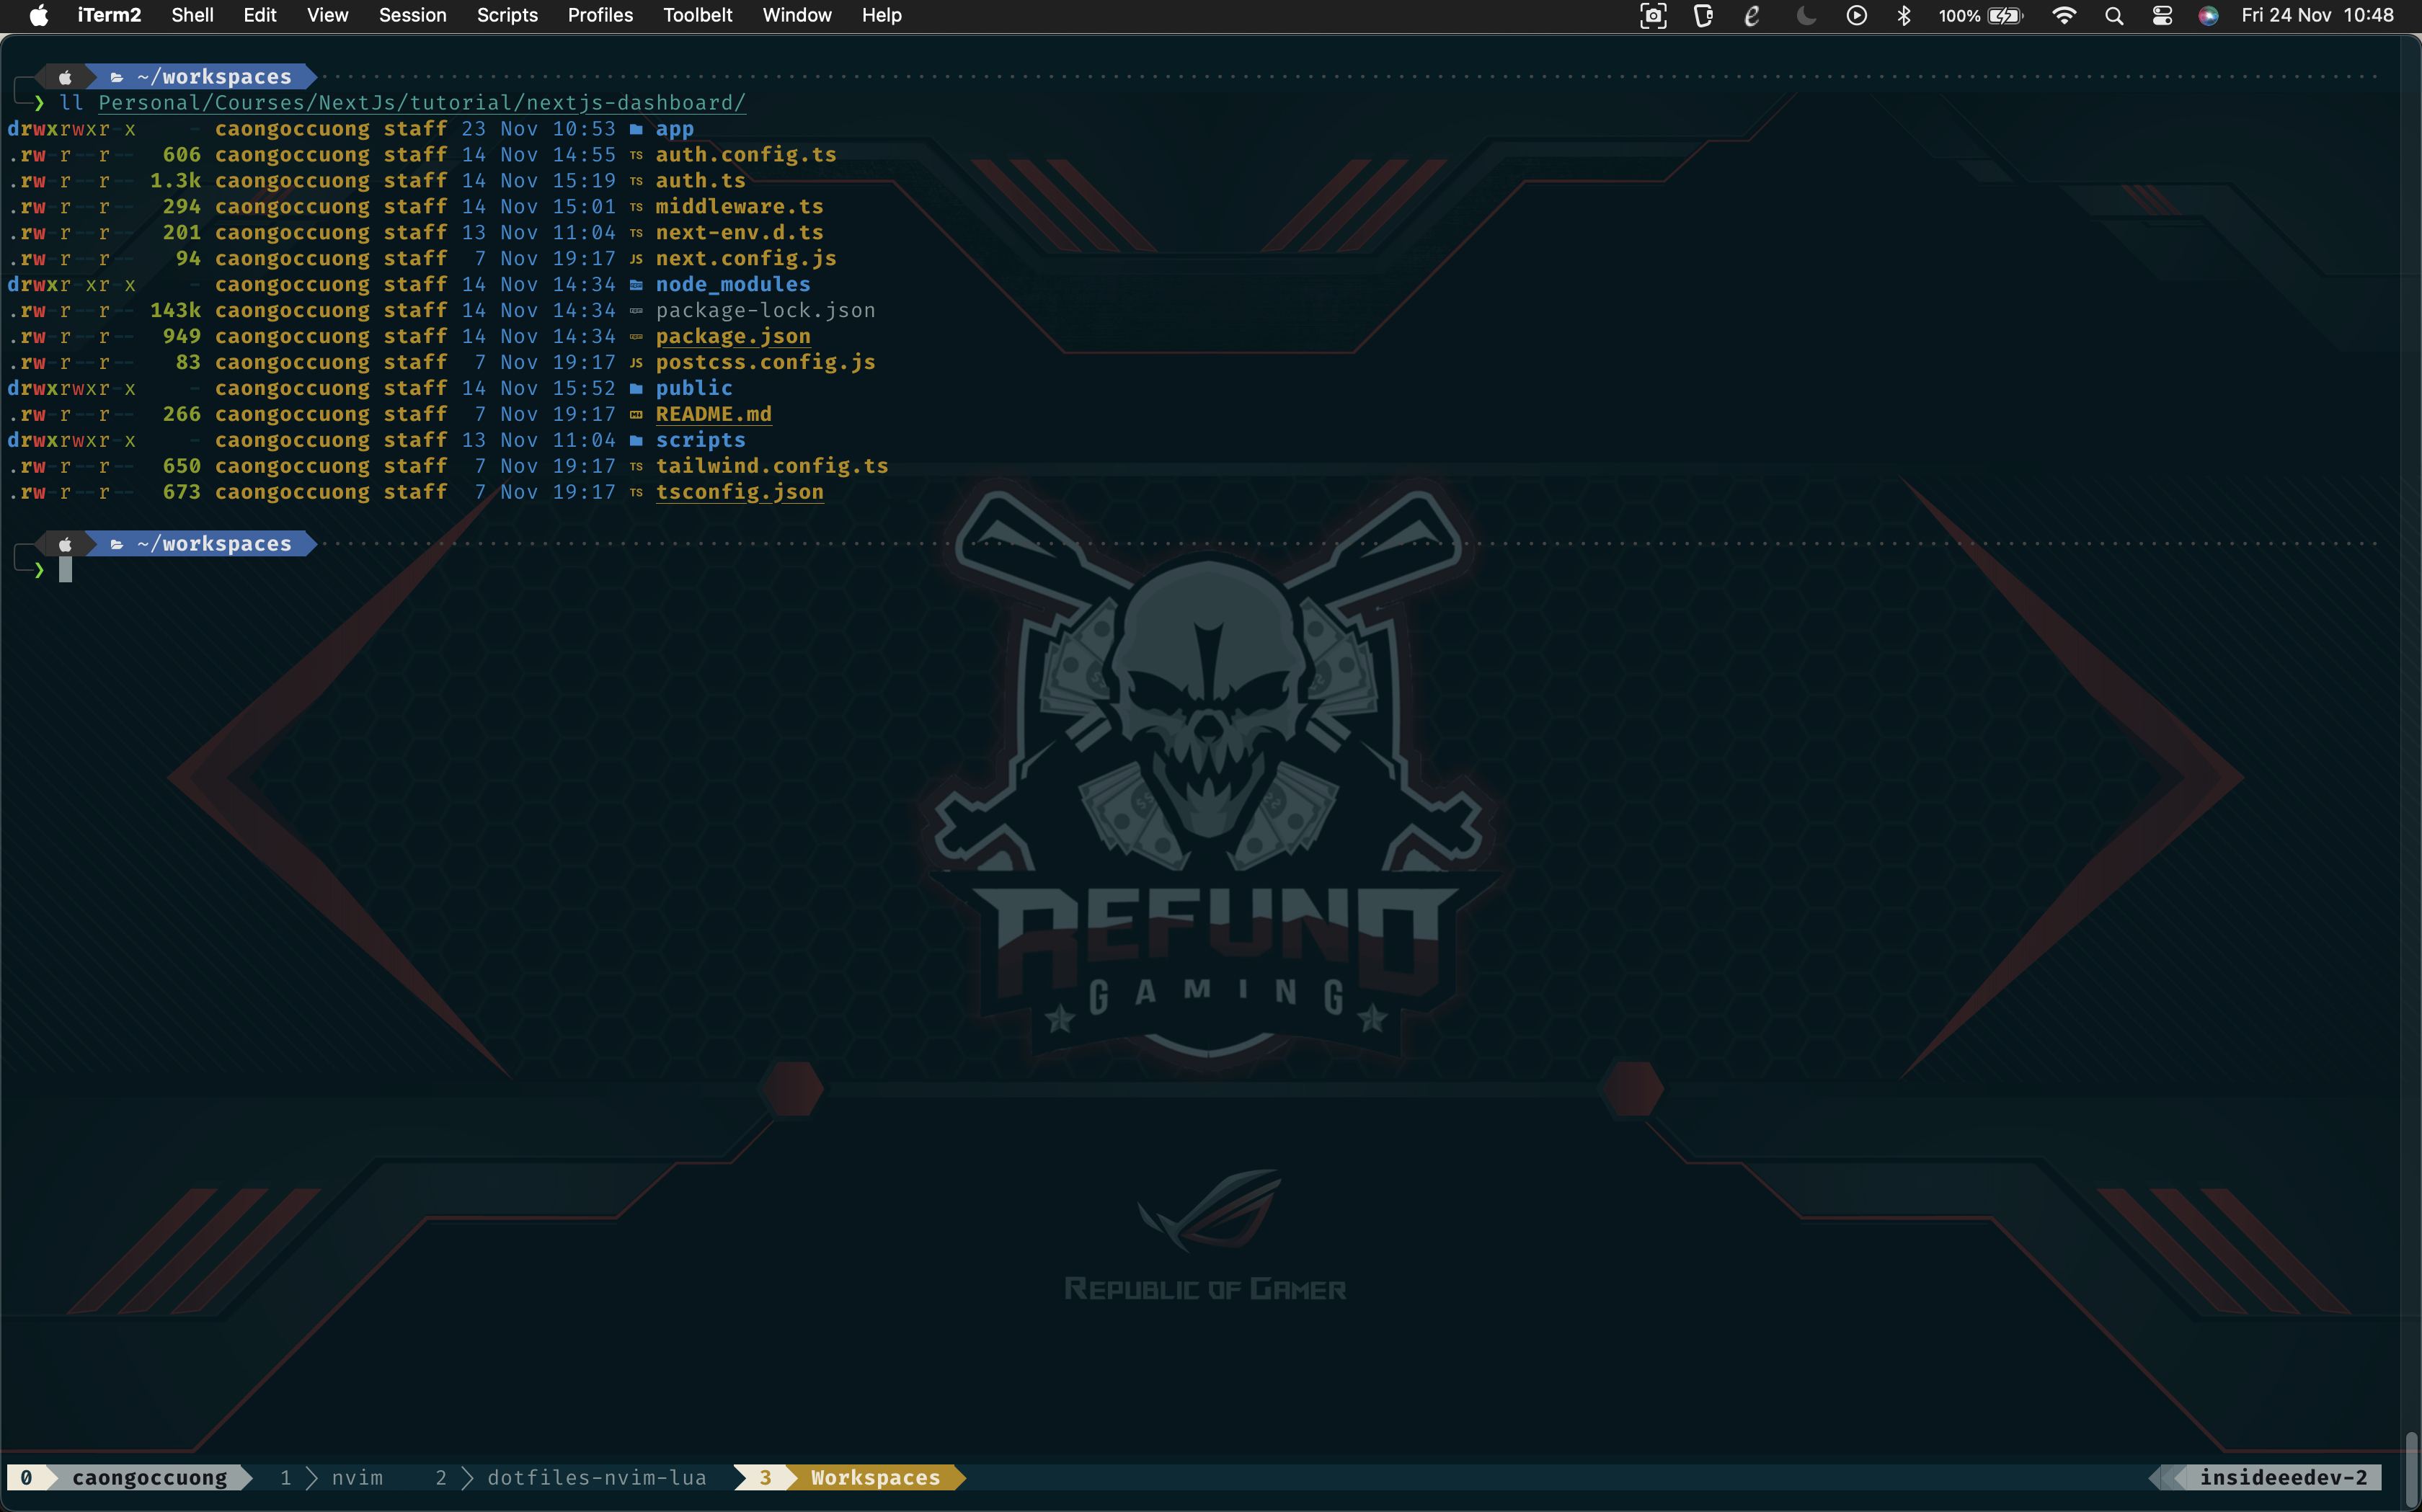 iTerm2 Shell Edit View Session Scripts Profiles Toolbelt Window Help 100% Fri 24 Nov 10:48
~/workspaces
❯ ll Personal/Courses/NextJs/tutorial/nextjs-dashboard/
drwxrwxr-x - caongoccuong staff 23 Nov 10:53 app
.rw-r--r-- 606 caongoccuong staff 14 Nov 14:55 TS auth.config.ts
.rw-r--r-- 1.3k caongoccuong staff 14 Nov 15:19 TS auth.ts
.rw-r--r-- 294 caongoccuong staff 14 Nov 15:01 TS middleware.ts
.rw-r--r-- 201 caongoccuong staff 13 Nov 11:04 TS next-env.d.ts
.rw-r--r-- 94 caongoccuong staff 7 Nov 19:17 JS next.config.js
drwxr-xr-x - caongoccuong staff 14 Nov 14:34 node_modules
.rw-r--r-- 143k caongoccuong staff 14 Nov 14:34 package-lock.json
.rw-r--r-- 949 caongoccuong staff 14 Nov 14:34 package.json
.rw-r--r-- 83 caongoccuong staff 7 Nov 19:17 JS postcss.config.js
drwxrwxr-x - caongoccuong staff 14 Nov 15:52 public
.rw-r--r-- 266 caongoccuong staff 7 Nov 19:17 README.md
drwxrwxr-x - caongoccuong staff 13 Nov 11:04 scripts
.rw-r--r-- 650 caongoccuong staff 7 Nov 19:17 TS tailwind.config.ts
.rw-r--r-- 673 caongoccuong staff 7 Nov 19:17 TS tsconfig.json
~/workspaces
❯
REFUND
GAMING
REPUBLIC OF GAMER
0 caongoccuong 1 nvim 2 dotfiles-nvim-lua 3 Workspaces insideeedev-2